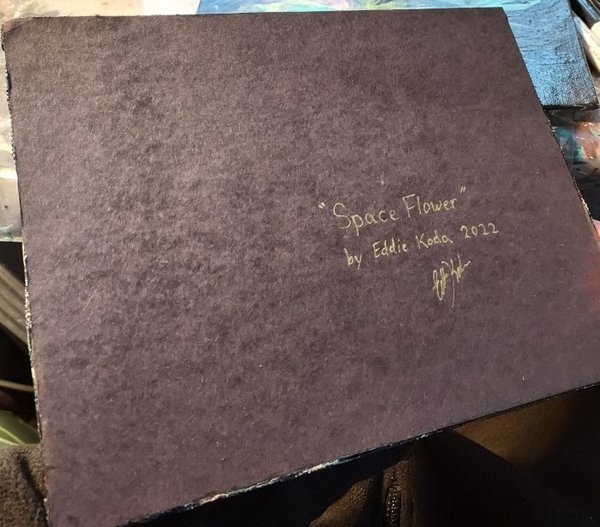 "Space Flower"
by Eddie Koda, 2022